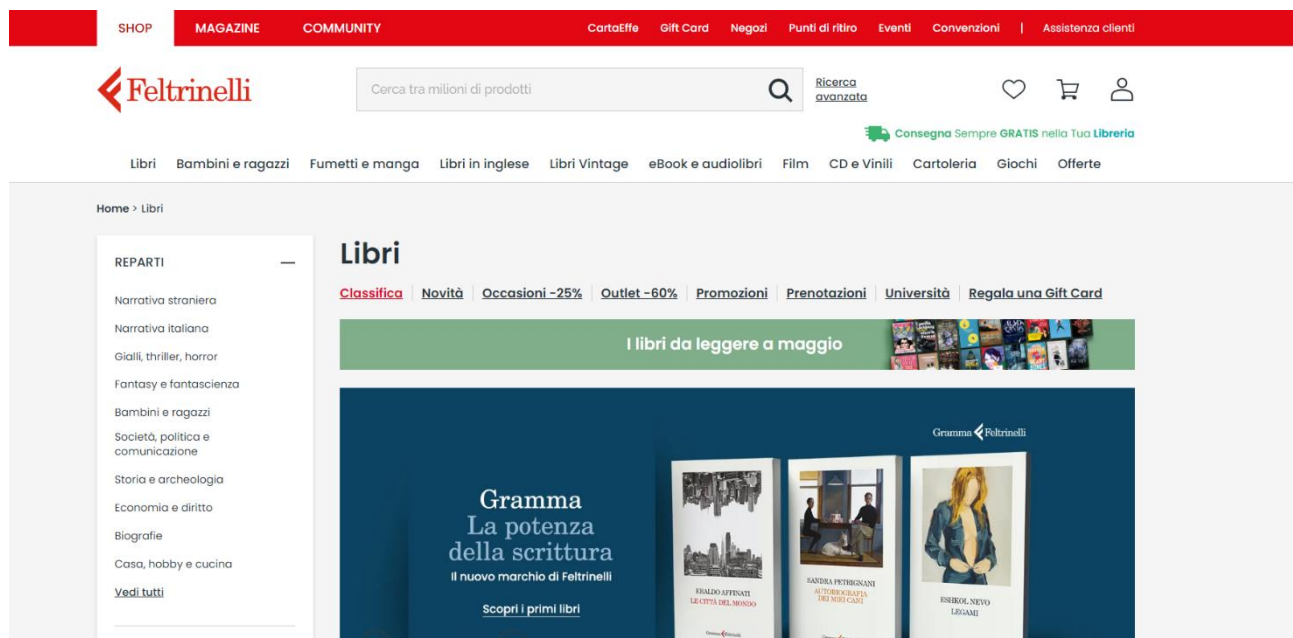 SHOP MAGAZINE COMMUNITY CartaEffe Gift Card Negozi Punti di ritiro Eventi Convenzioni | Assistenza clienti
Feltrinelli
Cerca tra milioni di prodotti
Ricerca
avanzata
Consegna Sempre GRATIS nella Tua Libreria
Libri Bambini e ragazzi Fumetti e manga Libri in inglese Libri Vintage eBook e audiolibri Film CD e Vinili Cartoleria Giochi Offerte
Home > Libri
REPARTI
Narrativa straniera
Narrativa italiana
Gialli, thriller, horror
Fantasy e fantascienza
Bambini e ragazzi
Società, politica e
comunicazione
Storia e archeologia
Economia e diritto
Biografie
Casa, hobby e cucina
Vedi tutti
Libri
Classifica Novità Occasioni -25% Outlet -60% Promozioni Prenotazioni Università Regala una Gift Card
I libri da leggere a maggio
Gramma Feltrinelli
Gramma
La potenza
della scrittura
Il nuovo marchio di Feltrinelli
Scopri i primi libri
ERALDO AFFINATI
LE CITTÀ DEL MONDO
Gramma Feltrinelli
SANDRA PETRIGNANI
AUTOBIOGRAFIA
DEI MIEI CANI
Gramma Feltrinelli
ESHKOL NEVO
LEGAMI